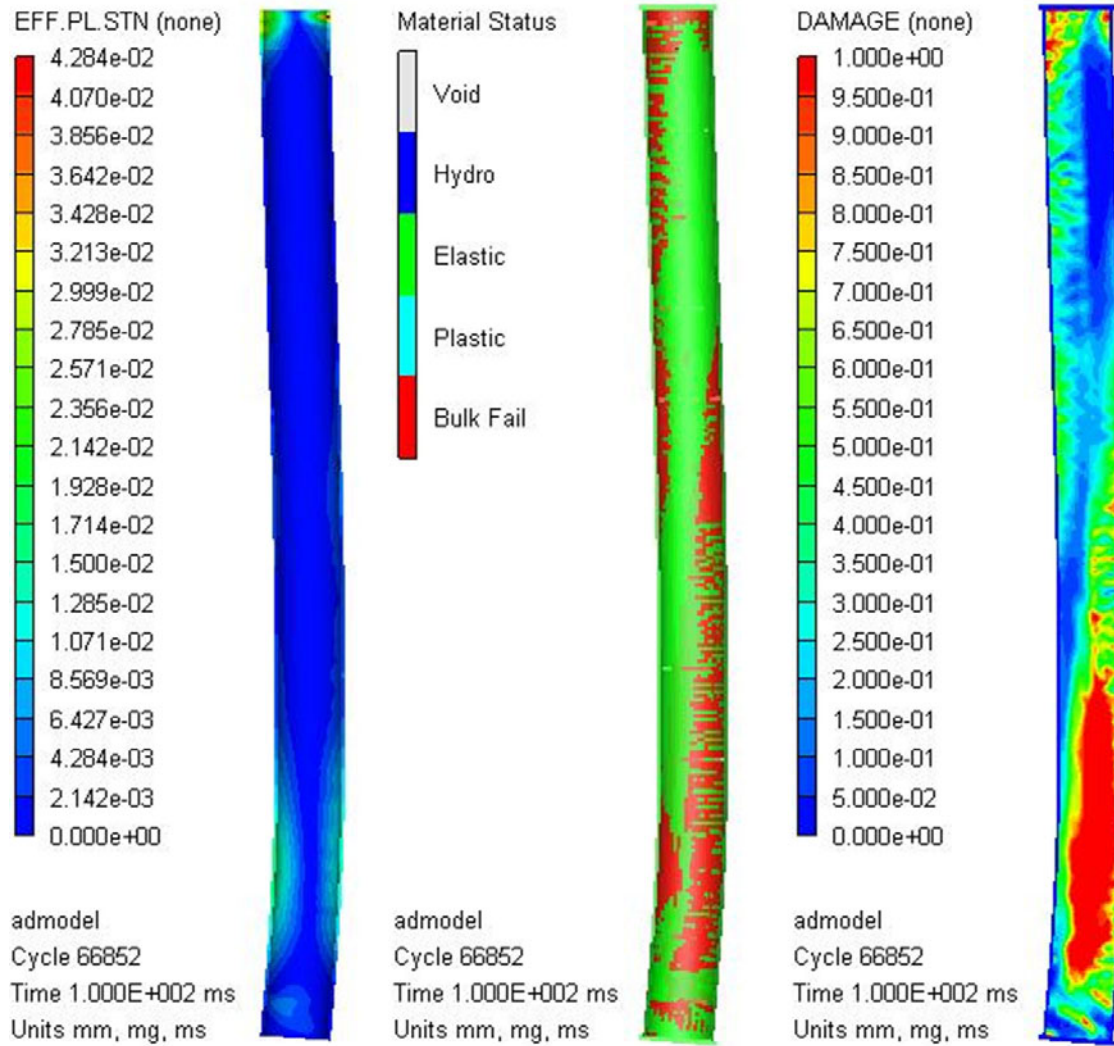 EFF.PL.STN (none)
4.284e-02
4.070e-02
3.856e-02
3.642e-02
3.428e-02
3.213e-02
2.999e-02
2.785e-02
2.571e-02
2.356e-02
2.142e-02
1.928e-02
1.714e-02
1.500e-02
1.285e-02
1.071e-02
8.569e-03
6.427e-03
4.284e-03
2.142e-03
0.000e+00
admodel
Cycle 66852
Time 1.000E+002 ms
Units mm, mg, ms
Material Status
Void
Hydro
Elastic
Plastic
Bulk Fail
admodel
Cycle 66852
Time 1.000E+002 ms
Units mm, mg, ms
DAMAGE (none)
1.000e+00
9.500e-01
9.000e-01
8.500e-01
8.000e-01
7.500e-01
7.000e-01
6.500e-01
6.000e-01
5.500e-01
5.000e-01
4.500e-01
4.000e-01
3.500e-01
3.000e-01
2.500e-01
2.000e-01
1.500e-01
1.000e-01
5.000e-02
0.000e+00
admodel
Cycle 66852
Time 1.000E+002 ms
Units mm, mg, ms